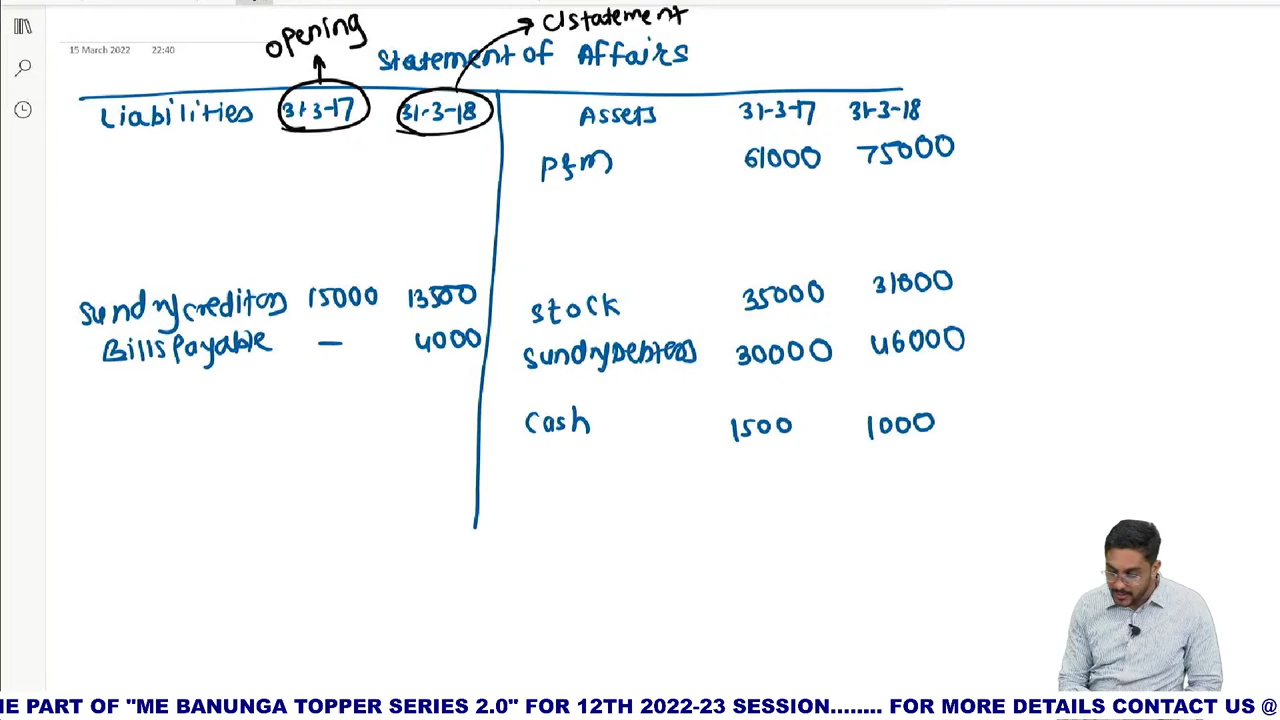 15 March 2022 22:40
opening
clstatement
Statement of Affairs
Liabilities 31-3-17 31-3-18 Assets 31-3-17 31-3-18
P&M 61000 75000
Sundry creditors 15000 13500 Stock 35000 31800
Bills Payable — 4000 Sundry Debtors 30000 46000
Cash 1500 1000
HE PART OF "ME BANUNGA TOPPER SERIES 2.0" FOR 12TH 2022-23 SESSION........ FOR MORE DETAILS CONTACT US @